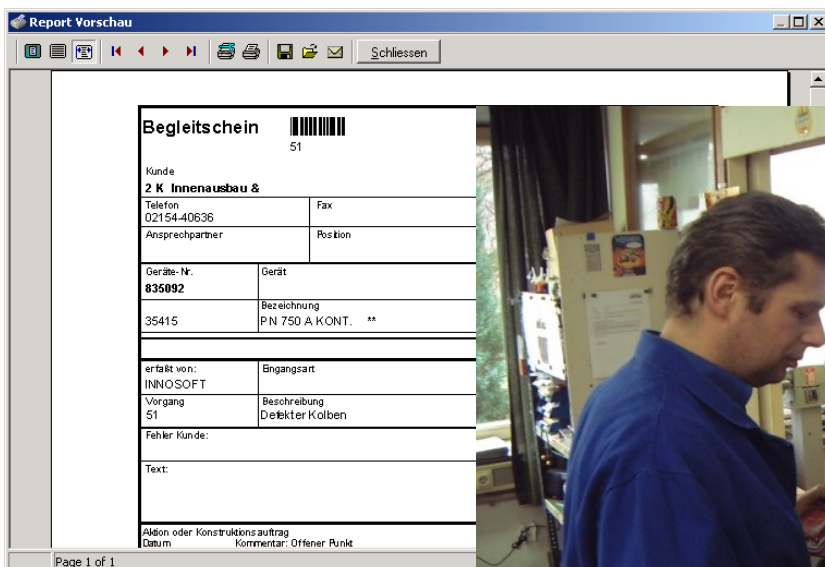 Report Vorschau
Schliessen
Begleitschein
51
Kunde
2 K Innenausbau &
Telefon
Fax
02154-40636
Ansprechpartner
Position
Geräte-Nr.
Gerät
835092
Bezeichnung
35415
PN 750 A KONT. **
erfaßt von:
Eingangsart
INNOSOFT
Vorgang
Beschreibung
51
Defekter Kolben
Fehler Kunde:
Text:
Aktion oder Konstruktionsauftrag
Datum Kommentar: Offener Punkt
Page 1 of 1